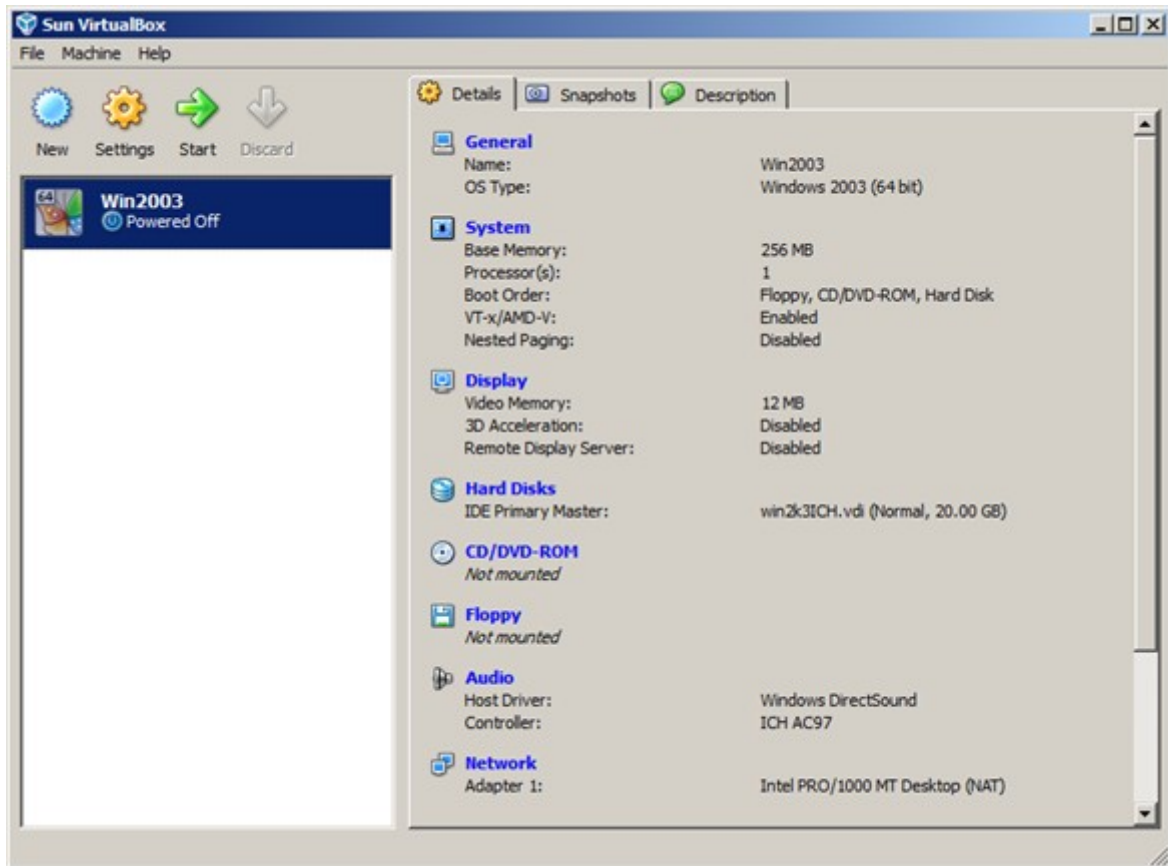 Sun VirtualBox
File Machine Help
New Settings Start Discard
64
Win2003
Powered Off
Details Snapshots Description
General
Name: Win2003
OS Type: Windows 2003 (64 bit)
System
Base Memory: 256 MB
Processor(s): 1
Boot Order: Floppy, CD/DVD-ROM, Hard Disk
VT-x/AMD-V: Enabled
Nested Paging: Disabled
Display
Video Memory: 12 MB
3D Acceleration: Disabled
Remote Display Server: Disabled
Hard Disks
IDE Primary Master: win2k3ICH.vdi (Normal, 20.00 GB)
CD/DVD-ROM
Not mounted
Floppy
Not mounted
Audio
Host Driver: Windows DirectSound
Controller: ICH AC97
Network
Adapter 1: Intel PRO/1000 MT Desktop (NAT)